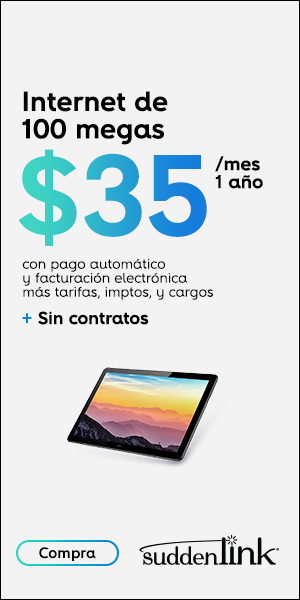 Internet de
100 megas
$35 /mes
1 año
con pago automático
y facturación electrónica
más tarifas, imptos, y cargos
+ Sin contratos
Compra
suddenlink